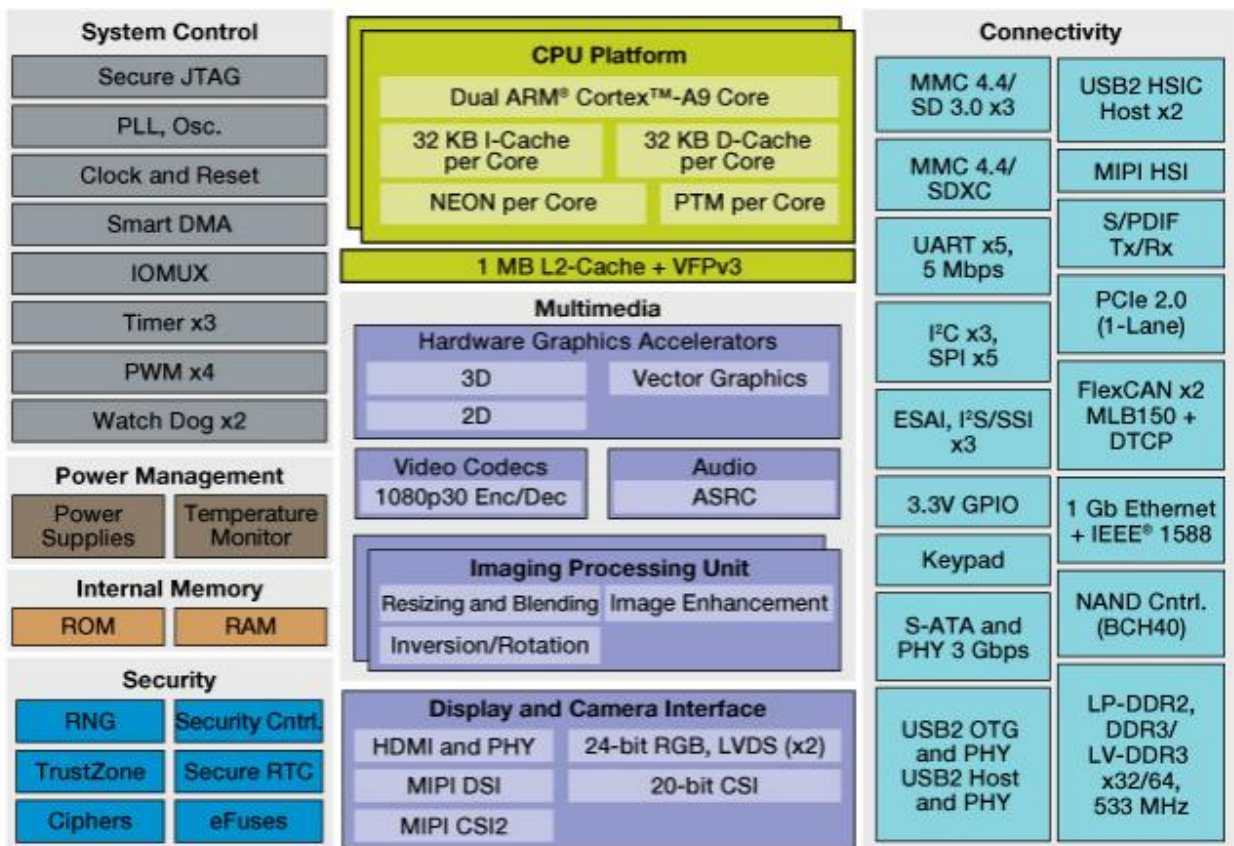 System Control
Secure JTAG
PLL, Osc.
Clock and Reset
Smart DMA
IOMUX
Timer x3
PWM x4
Watch Dog x2
Power Management
Power
Supplies
Temperature
Monitor
Internal Memory
ROM
RAM
Security
RNG
Security Cntrl.
TrustZone
Secure RTC
Ciphers
eFuses
CPU Platform
Dual ARM® Cortex™-A9 Core
32 KB I-Cache
per Core
32 KB D-Cache
per Core
NEON per Core
PTM per Core
1 MB L2-Cache + VFPv3
Multimedia
Hardware Graphics Accelerators
3D
Vector Graphics
2D
Video Codecs
1080p30 Enc/Dec
Audio
ASRC
Imaging Processing Unit
Resizing and Blending
Image Enhancement
Inversion/Rotation
Display and Camera Interface
HDMI and PHY
24-bit RGB, LVDS (x2)
MIPI DSI
20-bit CSI
MIPI CSI2
Connectivity
MMC 4.4/
SD 3.0 x3
MMC 4.4/
SDXC
UART x5,
5 Mbps
I²C x3,
SPI x5
ESAI, I²S/SSI
x3
3.3V GPIO
Keypad
S-ATA and
PHY 3 Gbps
USB2 OTG
and PHY
USB2 Host
and PHY
USB2 HSIC
Host x2
MIPI HSI
S/PDIF
Tx/Rx
PCIe 2.0
(1-Lane)
FlexCAN x2
MLB150 +
DTCP
1 Gb Ethernet
+ IEEE® 1588
NAND Cntrl.
(BCH40)
LP-DDR2,
DDR3/
LV-DDR3
x32/64,
533 MHz